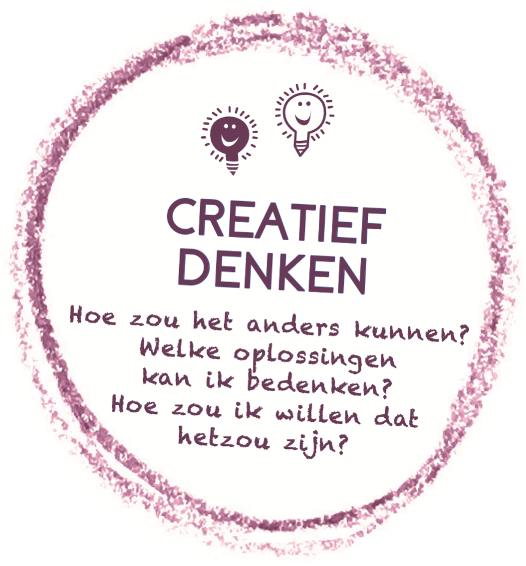 CREATIEF
DENKEN
Hoe zou het anders kunnen?
Welke oplossingen
kan ik bedenken?
Hoe zou ik willen dat
hetzou zijn?